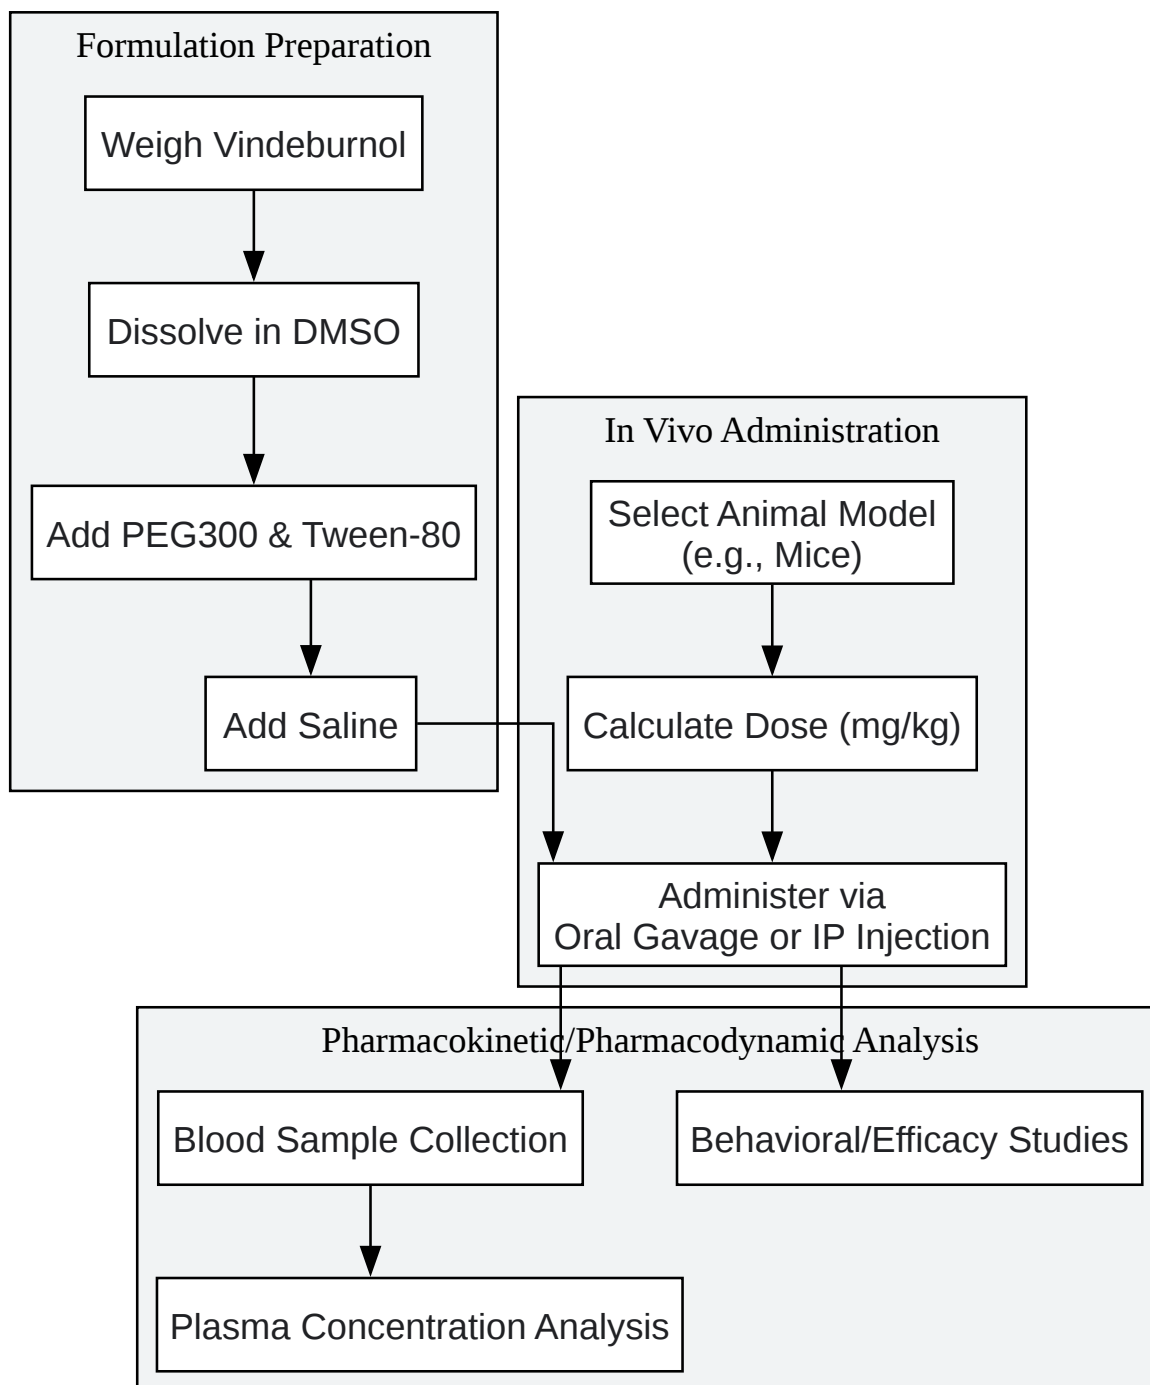 Formulation Preparation
Weigh Vindeburnol
Dissolve in DMSO
Add PEG300 & Tween-80
Add Saline
In Vivo Administration
Select Animal Model
(e.g., Mice)
Calculate Dose (mg/kg)
Administer via
Oral Gavage or IP Injection
Pharmacokinetic/Pharmacodynamic Analysis
Blood Sample Collection
Behavioral/Efficacy Studies
Plasma Concentration Analysis